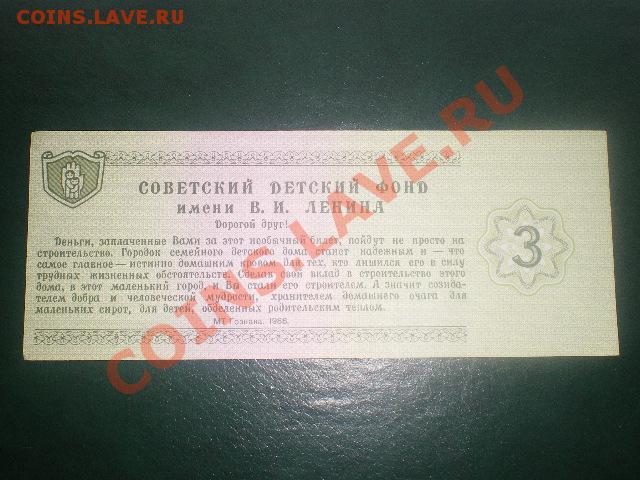 COINS.LAVE.RU
COINS.LAVE.RU
СОВЕТСКИЙ ДЕТСКИЙ ФОНД
ИМЕНИ В. И. ЛЕНИНА
Дорогой друг!
Деньги, заплаченные Вами за этот необычный билет, пойдут не просто на
строительство. Городок семейного детского дома станет надежным и — что
самое главное — истинно домашним кровом для тех, кто лишился его в силу
трудных жизненных обстоятельств. Сделав свой вклад в строительство этого
дома, в этот маленький город, Вы стали его строителем. А значит созида-
телем добра и человеческой мудрости, хранителем домашнего очага для
маленьких сирот, для детей, обделенных родительским теплом.
МТ Гознака. 1988.
3
COINS.LAVE.RU